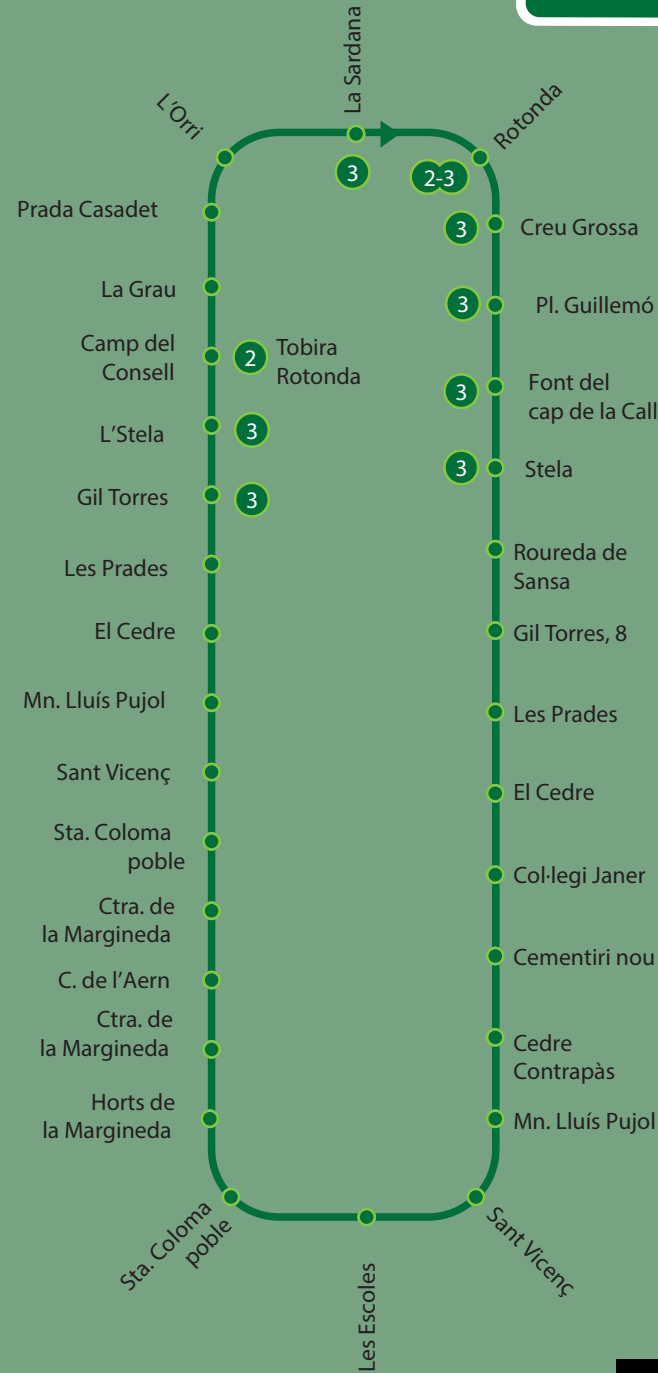 La Sardana
L'Orri
Rotonda
3
2-3
Prada Casadet
3
Creu Grossa
La Grau
3
Pl. Guillemó
Camp del
Consell
2
Tobira
Rotonda
3
Font del
cap de la Call
L'Stela
3
3
Stela
Gil Torres
3
Les Prades
Roureda de
Sansa
El Cedre
Gil Torres, 8
Mn. Lluís Pujol
Les Prades
Sant Vicenç
El Cedre
Sta. Coloma
poble
Col·legi Janer
Ctra. de
la Margineda
Cementiri nou
C. de l'Aern
Ctra. de
la Margineda
Cedre
Contrapàs
Horts de
la Margineda
Mn. Lluís Pujol
Sta. Coloma
poble
Les Escoles
Sant Vicenç